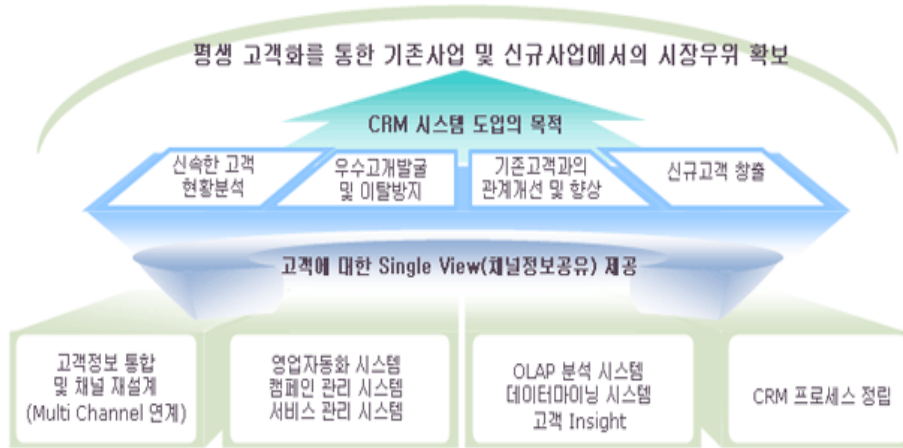 평생 고객화를 통한 기존사업 및 신규사업에서의 시장우위 확보
CRM 시스템 도입의 목적
신속한 고객
현황분석
우수고개발굴
및 이탈방지
기존고객과의
관계개선 및 향상
신규고객 창출
고객에 대한 Single View(채널정보공유) 제공
고객정보 통합
및 채널 재설계
(Multi Channel 연계)
영업자동화 시스템
캠페인 관리 시스템
서비스 관리 시스템
OLAP 분석 시스템
데이터마이닝 시스템
고객 Insight
CRM 프로세스 정립